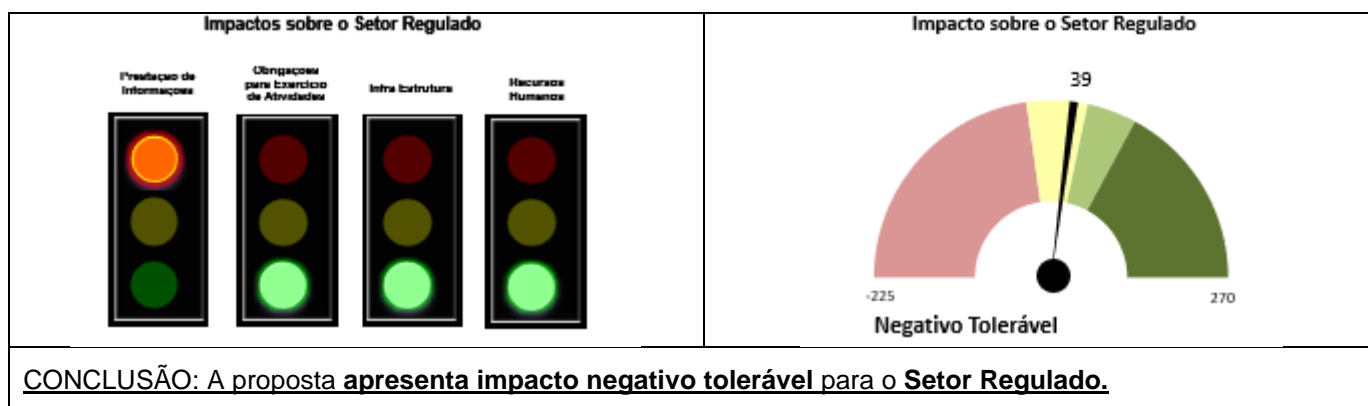 Impactos sobre o Setor Regulado
Prestação de
Informações
Obrigações
para Exercício
de Atividades
Infra Estrutura
Recursos
Humanos
Impacto sobre o Setor Regulado
39
-225
270
Negativo Tolerável
CONCLUSÃO: A proposta apresenta impacto negativo tolerável para o Setor Regulado.